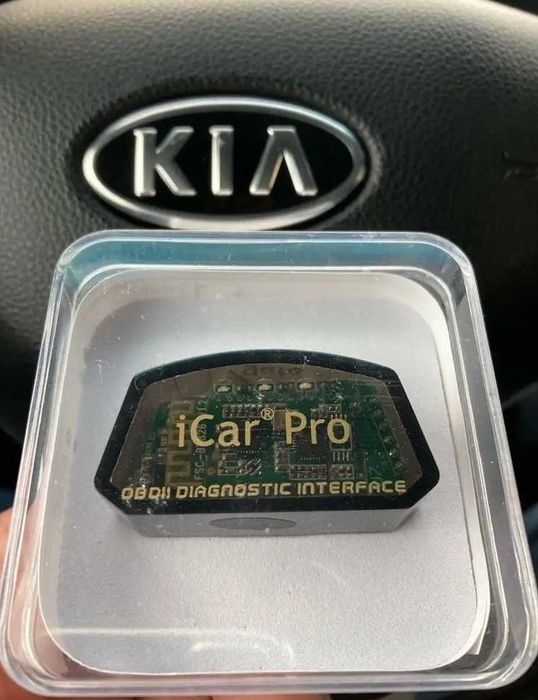 KIA
iCar® Pro
OBDII DIAGNOSTIC INTERFACE